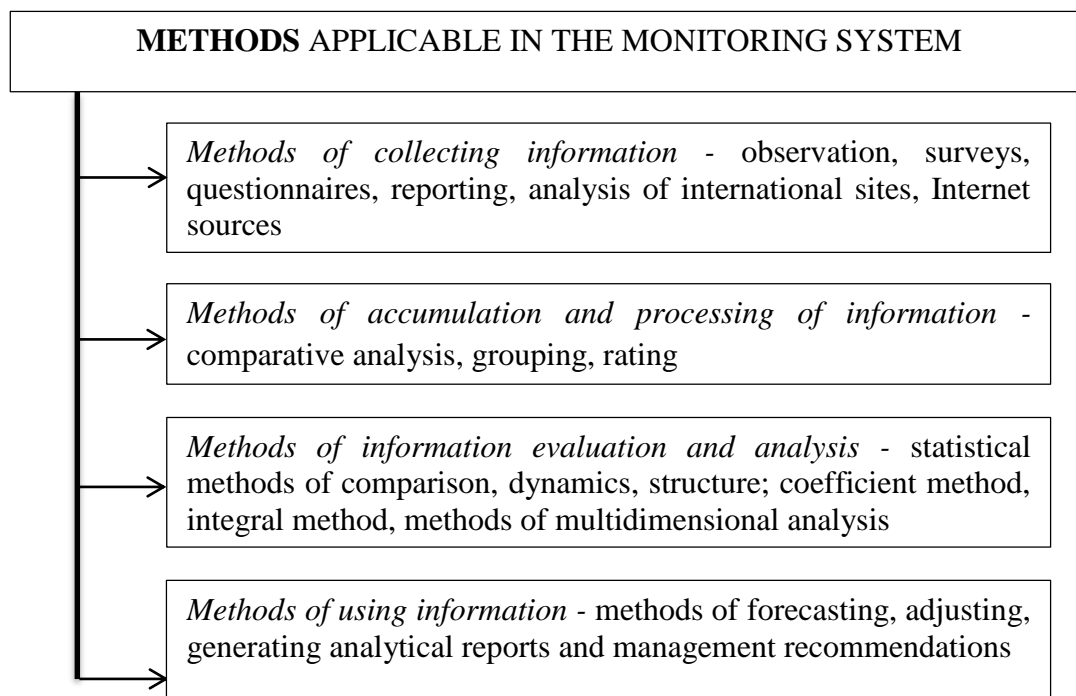 METHODS APPLICABLE IN THE MONITORING SYSTEM
Methods of collecting information - observation, surveys,
questionnaires, reporting, analysis of international sites, Internet
sources
Methods of accumulation and processing of information -
comparative analysis, grouping, rating
Methods of information evaluation and analysis - statistical
methods of comparison, dynamics, structure; coefficient method,
integral method, methods of multidimensional analysis
Methods of using information - methods of forecasting, adjusting,
generating analytical reports and management recommendations